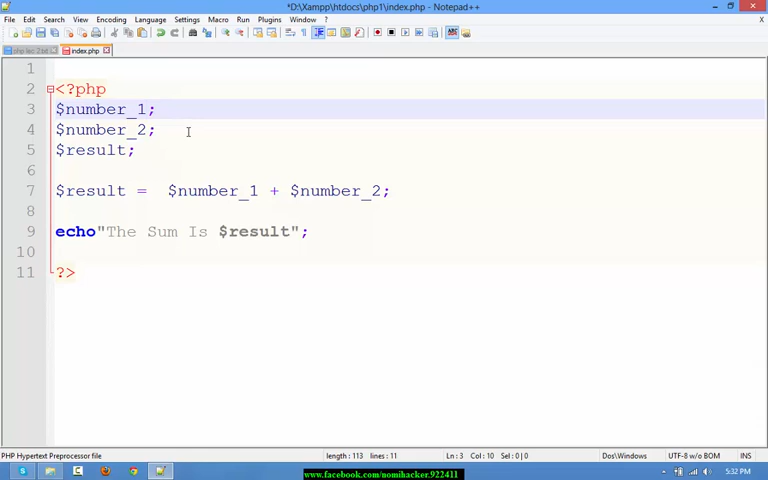 *D:\Xampp\htdocs\php1\index.php - Notepad++
File Edit Search View Encoding Language Settings Macro Run Plugins Window ?
index.php
1
2 <?php
3 $number_1;
4 $number_2;
5 $result;
6
7 $result =  $number_1 + $number_2;
8
9 echo"The Sum Is $result";
10
11 ?>
PHP Hypertext Preprocessor file length : 113 lines : 11 Ln : 3 Col : 10 Sel : 0 | 0 Dos\Windows UTF-8 w/o BOM INS
www.facebook.com/nomihacker.922411 5:32 PM